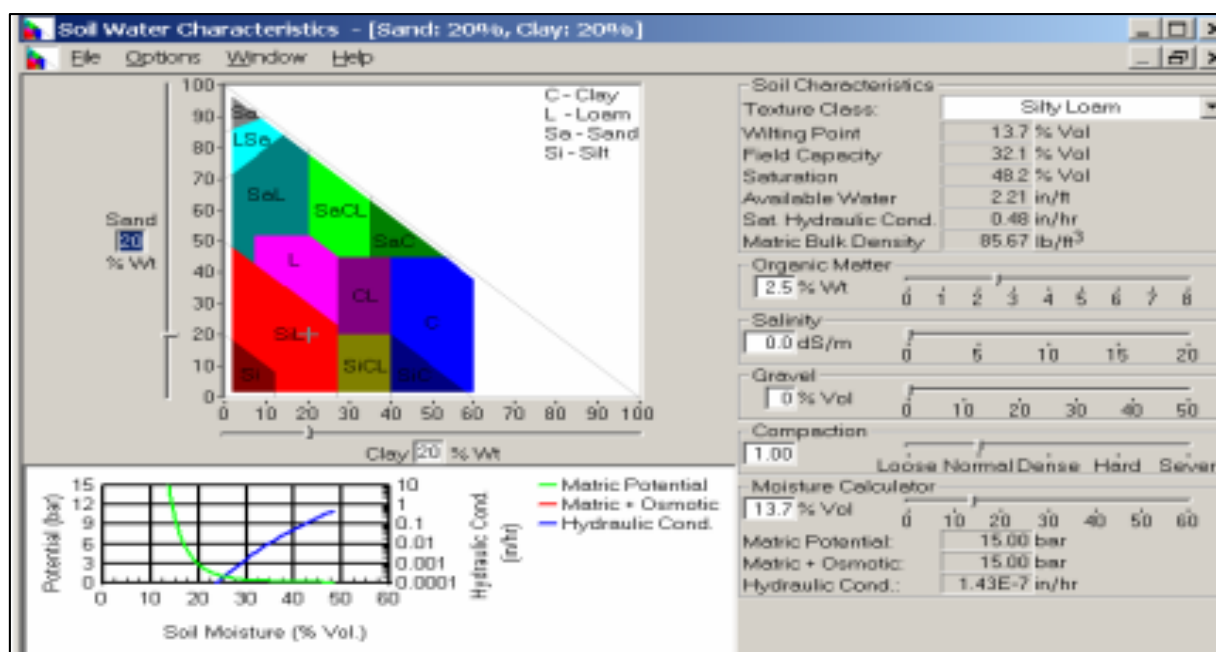 Soil Water Characteristics - [Sand: 20%, Clay: 20%]
File Options Window Help
C - Clay
L - Loam
Sa - Sand
Si - Silt
Sand
20
% Wt
100
90
80
70
60
50
40
30
20
10
0
Sa
LSa
SaL
SaCL
SaC
L
CL
C
SiL
SiCL
SiC
Si
0 10 20 30 40 50 60 70 80 90 100
Clay 20 % Wt
Potential (bar)
15
12
9
6
3
0
10
1
0.1
0.01
0.001
0.0001
Hydraulic Cond.
(in/hr)
0 10 20 30 40 50 60
Soil Moisture (% Vol.)
Matric Potential
Matric + Osmotic
Hydraulic Cond.
Soil Characteristics
Texture Class: Silty Loam
Wilting Point 13.7 % Vol
Field Capacity 32.1 % Vol
Saturation 48.2 % Vol
Available Water 2.21 in/ft
Sat. Hydraulic Cond. 0.48 in/hr
Matric Bulk Density 85.67 lb/ft3
Organic Matter
2.5 % Wt
0 1 2 3 4 5 6 7 8
Salinity
0.0 dS/m
0 5 10 15 20
Gravel
0 % Vol
0 10 20 30 40 50
Compaction
1.00
Loose Normal Dense Hard Sever
Moisture Calculator
13.7 % Vol
0 10 20 30 40 50 60
Matric Potential: 15.00 bar
Matric + Osmotic: 15.00 bar
Hydraulic Cond.: 1.43E-7 in/hr